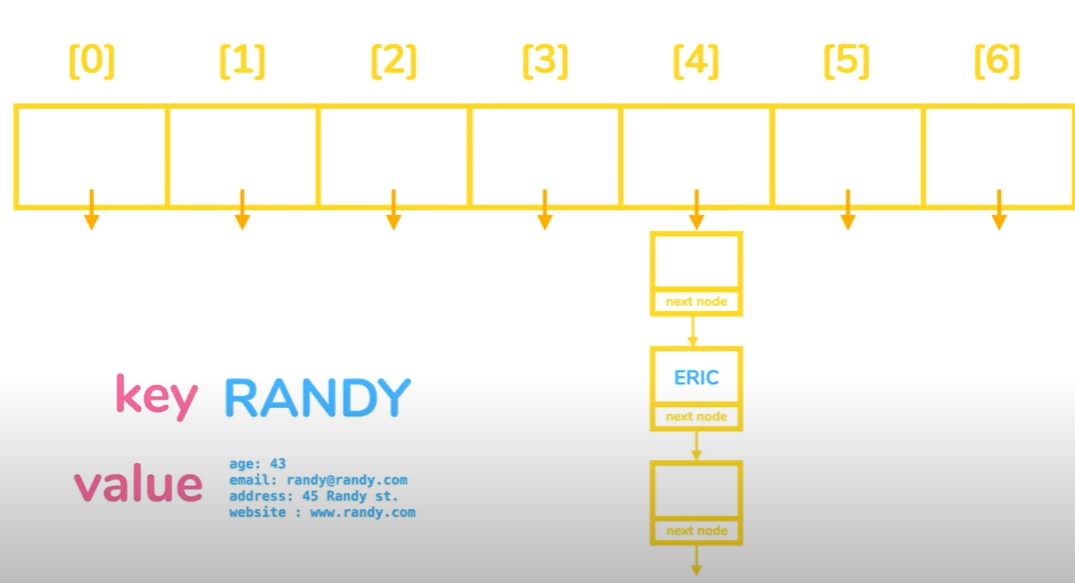 [0] [1] [2] [3] [4] [5] [6]
next node
ERIC
next node
next node
key RANDY
value
age: 43
email: randy@randy.com
address: 45 Randy st.
website : www.randy.com